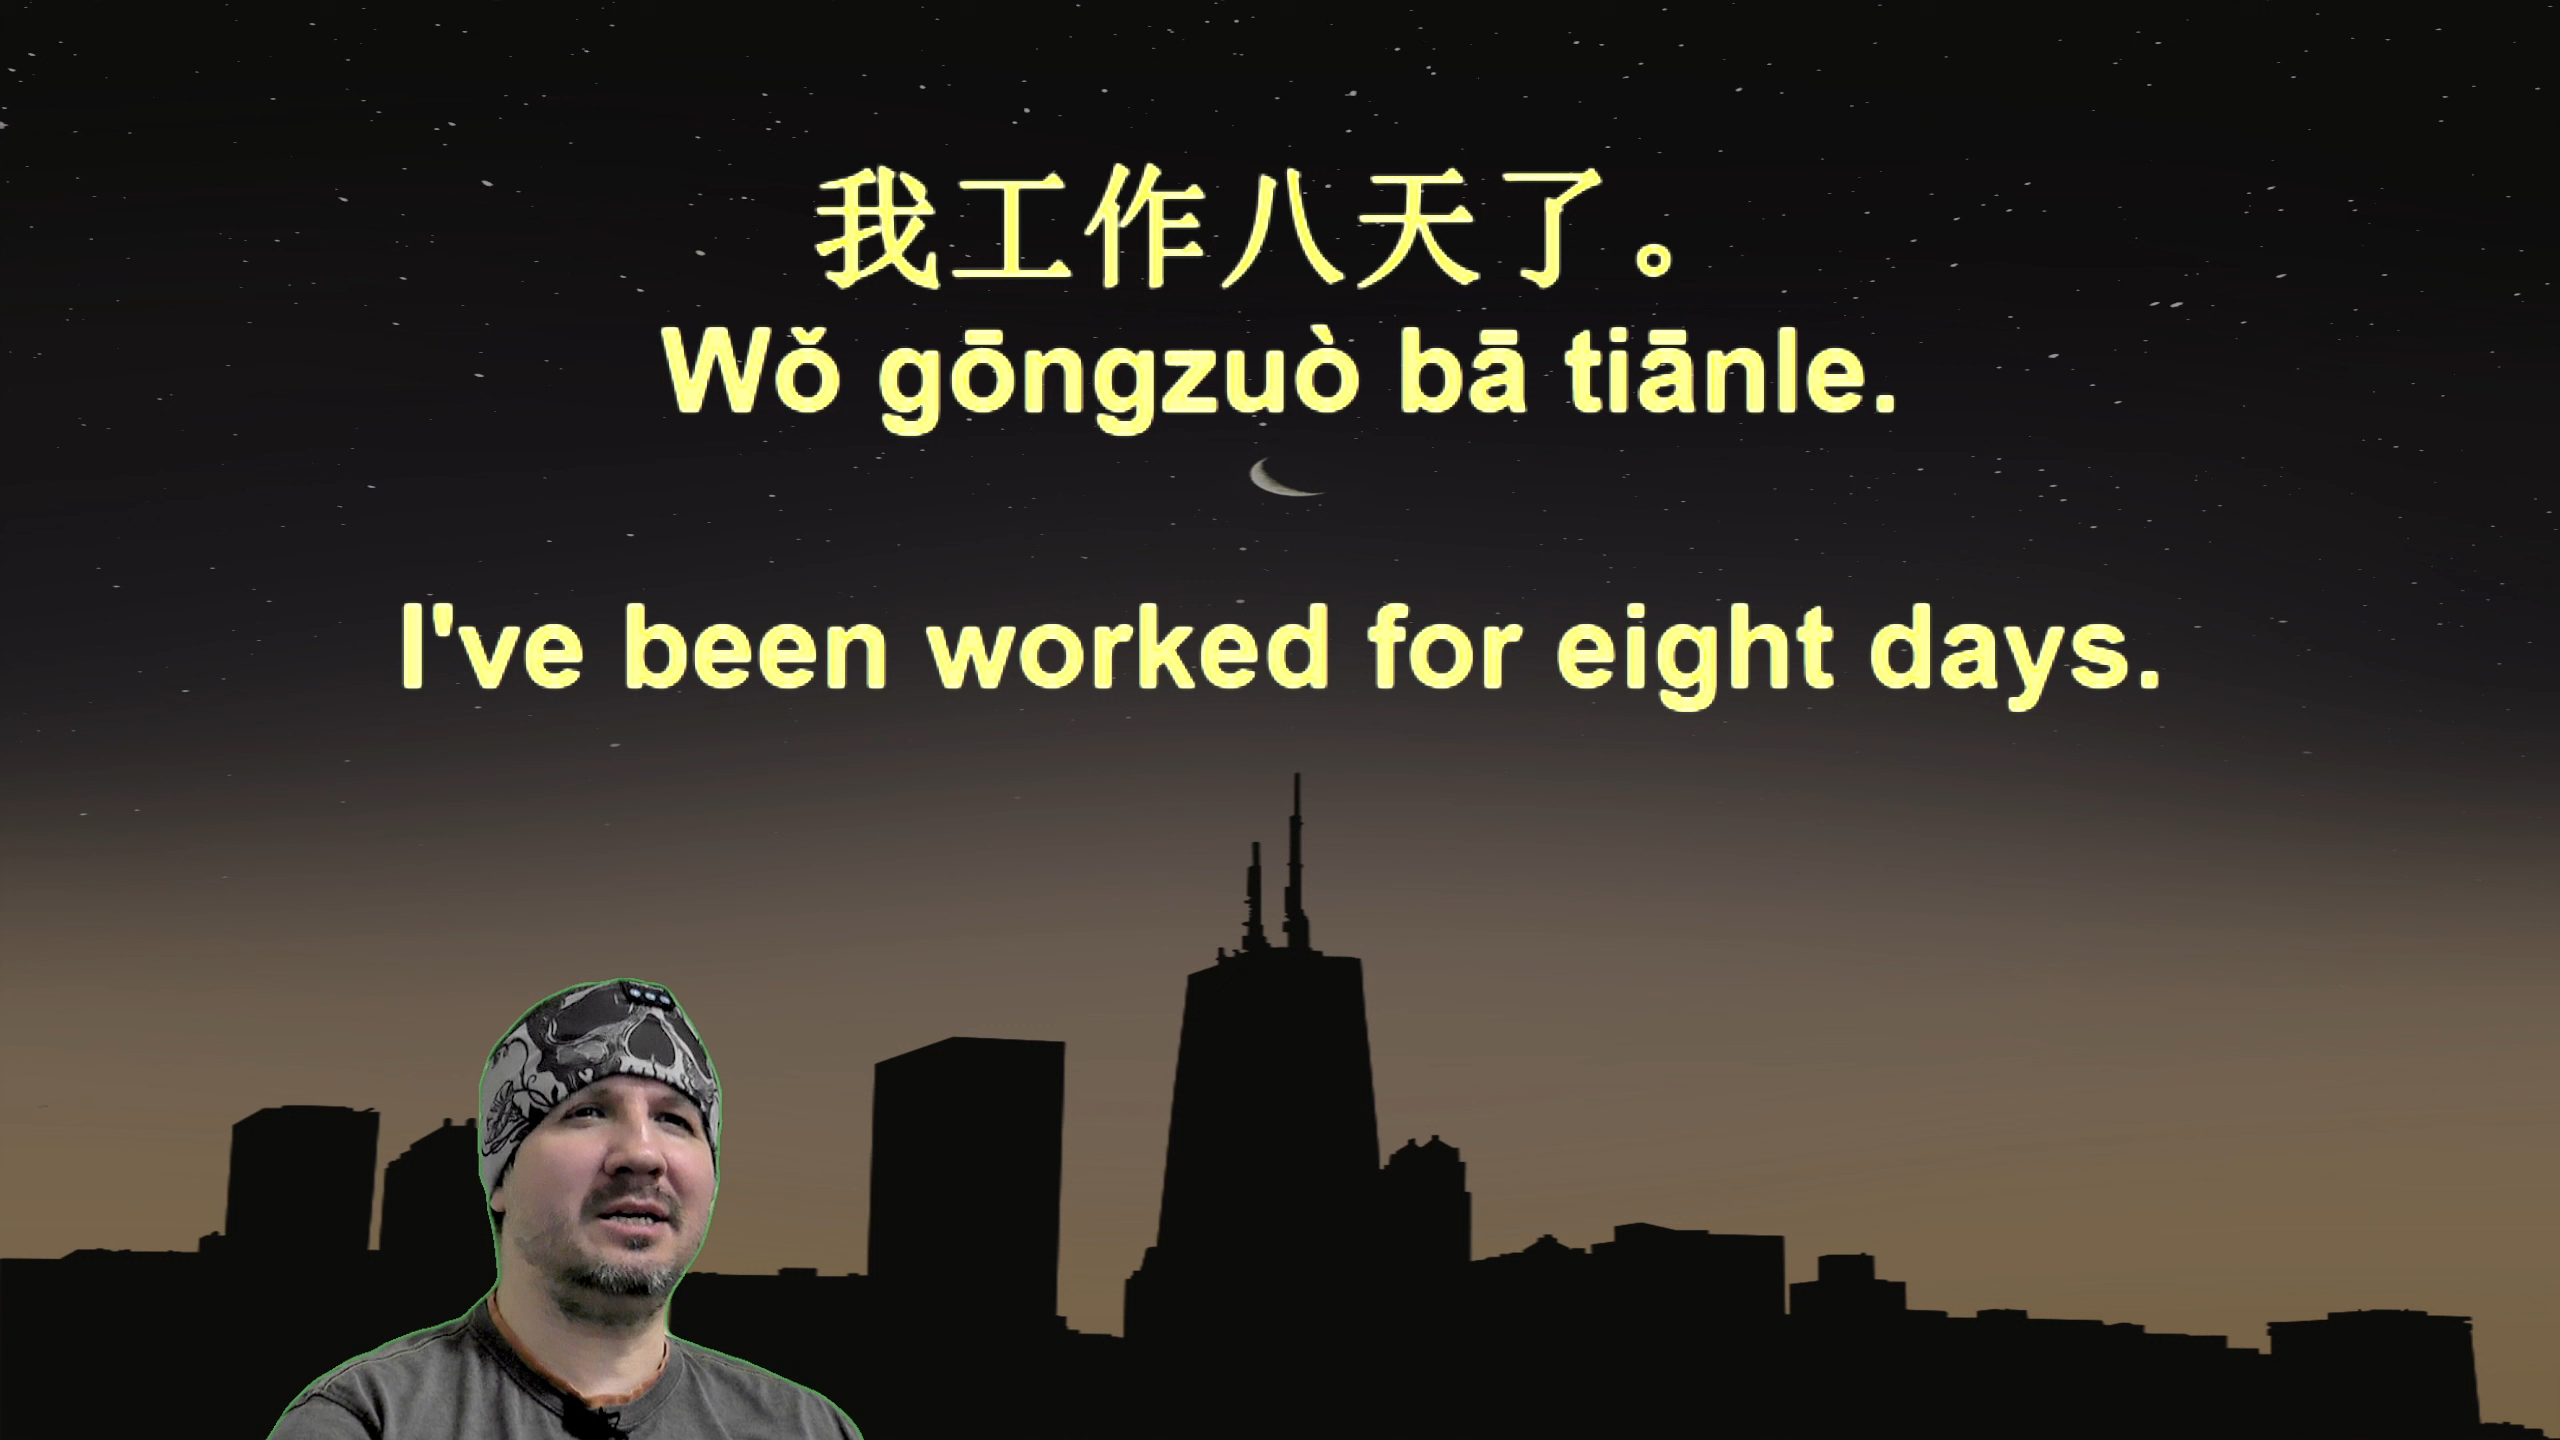 我工作八天了。
Wǒ gōngzuò bā tiānle.
I've been worked for eight days.